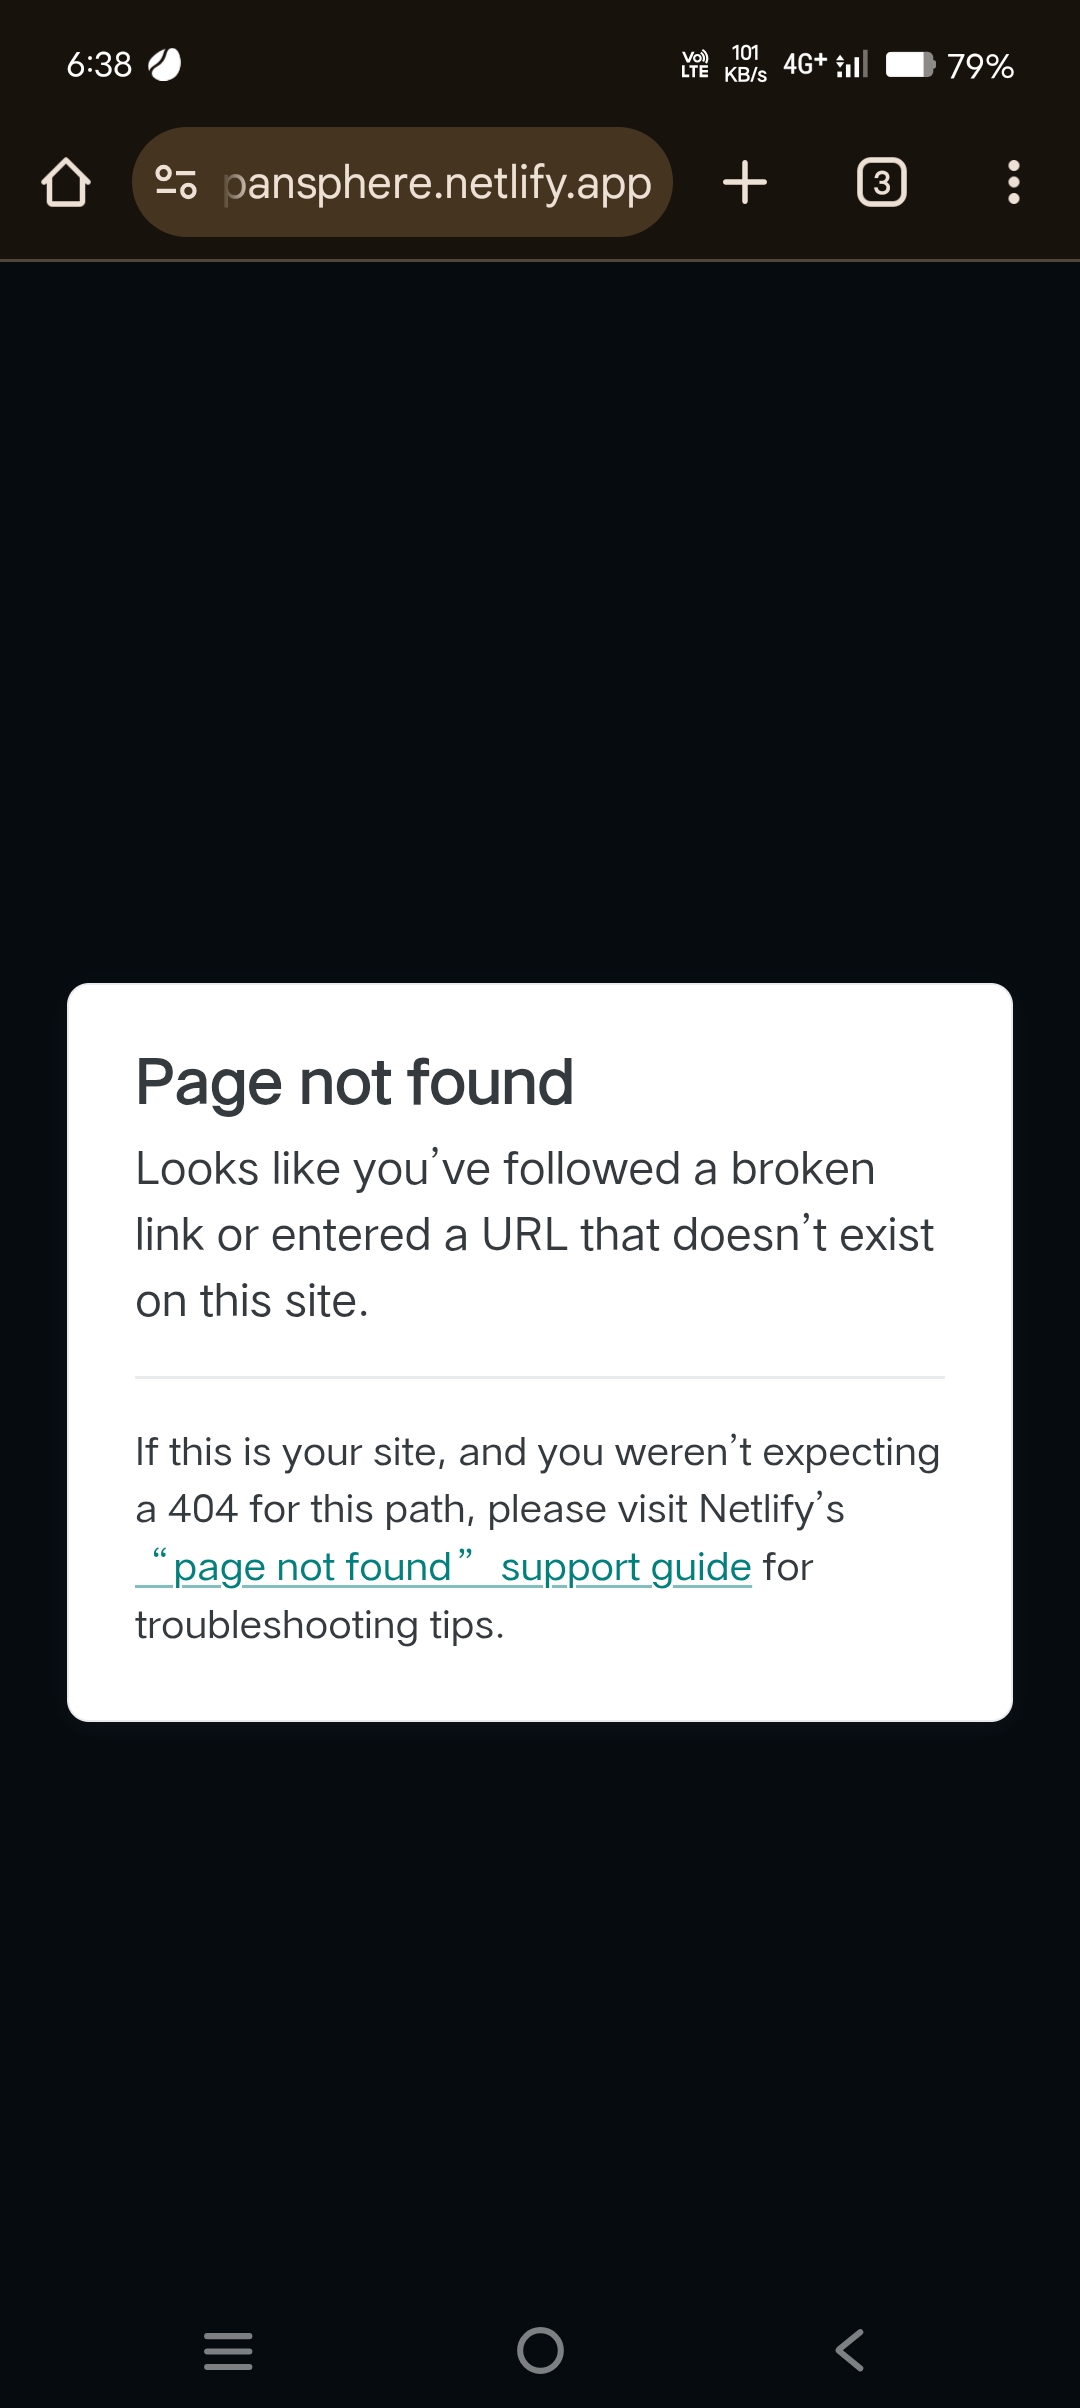 6:38
Vo)) LTE 101 KB/s 4G+ 79%
pansphere.netlify.app
3
Page not found
Looks like you’ve followed a broken
link or entered a URL that doesn’t exist
on this site.
If this is your site, and you weren’t expecting
a 404 for this path, please visit Netlify’s
“page not found” support guide for
troubleshooting tips.